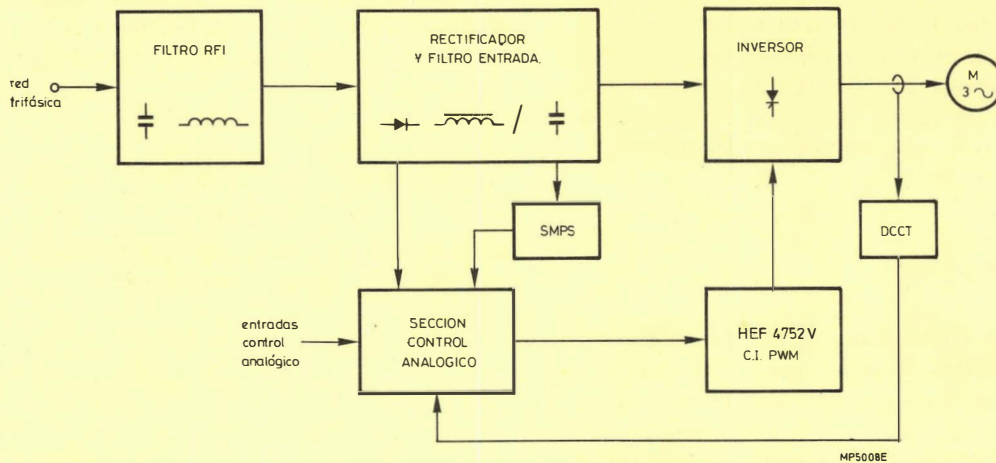 FILTRO RFI
red
trifásica
RECTIFICADOR
Y FILTRO ENTRADA.
INVERSOR
M
3
SMPS
DCCT
entradas
control
analógico
SECCION
CONTROL
ANALOGICO
HEF 4752V
C.I. PWM
MP5008E